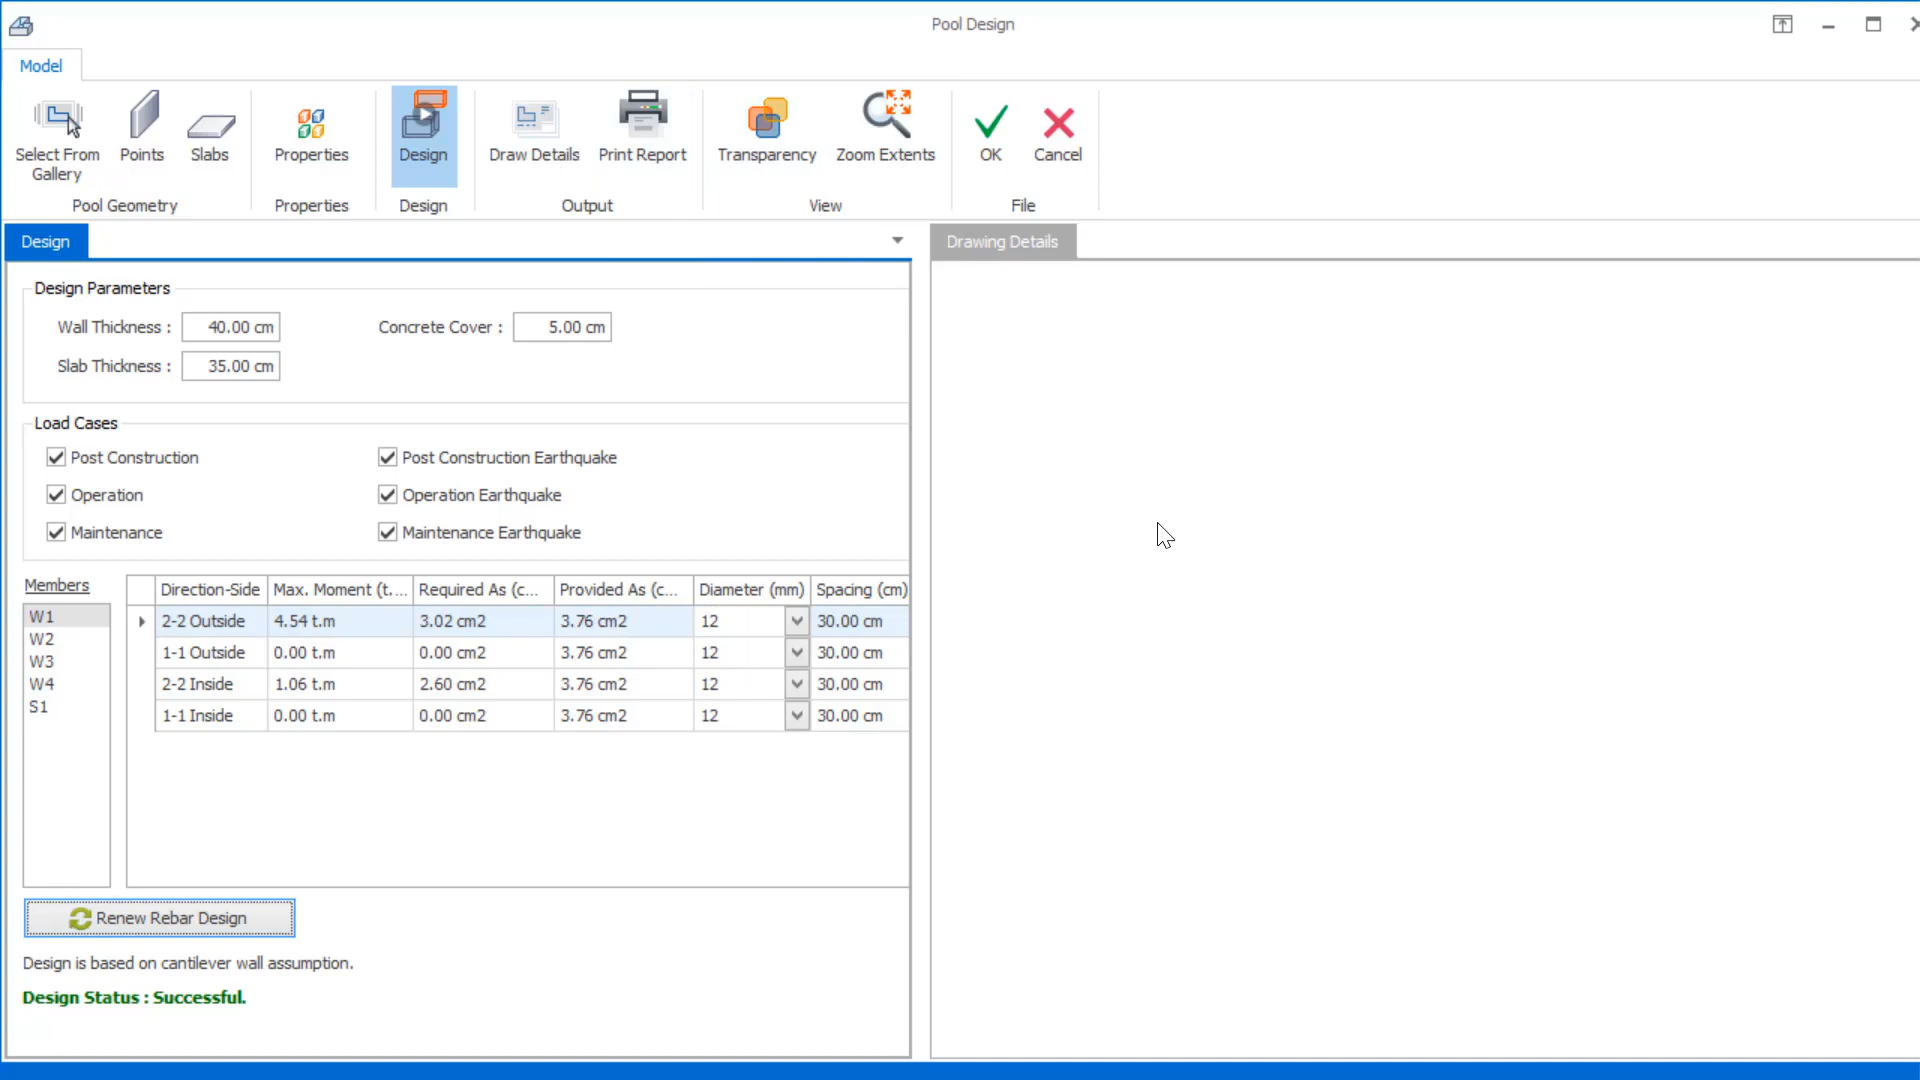 Pool Design
Model
Select From Gallery
Points
Slabs
Properties
Design
Draw Details
Print Report
Transparency
Zoom Extents
OK
Cancel
Pool Geometry
Properties
Design
Output
View
File
Design
Drawing Details
Design Parameters
Wall Thickness : 40.00 cm
Concrete Cover : 5.00 cm
Slab Thickness : 35.00 cm
Load Cases
Post Construction
Post Construction Earthquake
Operation
Operation Earthquake
Maintenance
Maintenance Earthquake
Members
W1
W2
W3
W4
S1
Direction-Side Max. Moment (t.... Required As (c... Provided As (c... Diameter (mm) Spacing (cm)
2-2 Outside 4.54 t.m 3.02 cm2 3.76 cm2 12 30.00 cm
1-1 Outside 0.00 t.m 0.00 cm2 3.76 cm2 12 30.00 cm
2-2 Inside 1.06 t.m 2.60 cm2 3.76 cm2 12 30.00 cm
1-1 Inside 0.00 t.m 0.00 cm2 3.76 cm2 12 30.00 cm
Renew Rebar Design
Design is based on cantilever wall assumption.
Design Status : Successful.